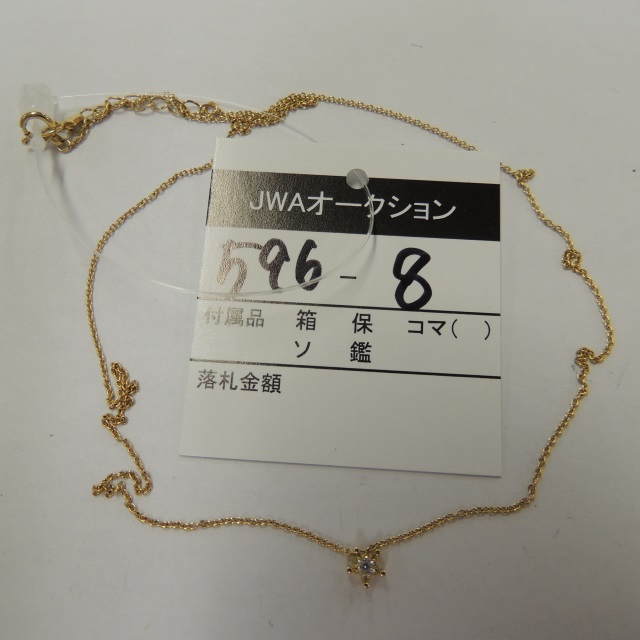 JWAオークション
596-8
付属品 箱 保 コマ( )
ソ 鑑
落札金額